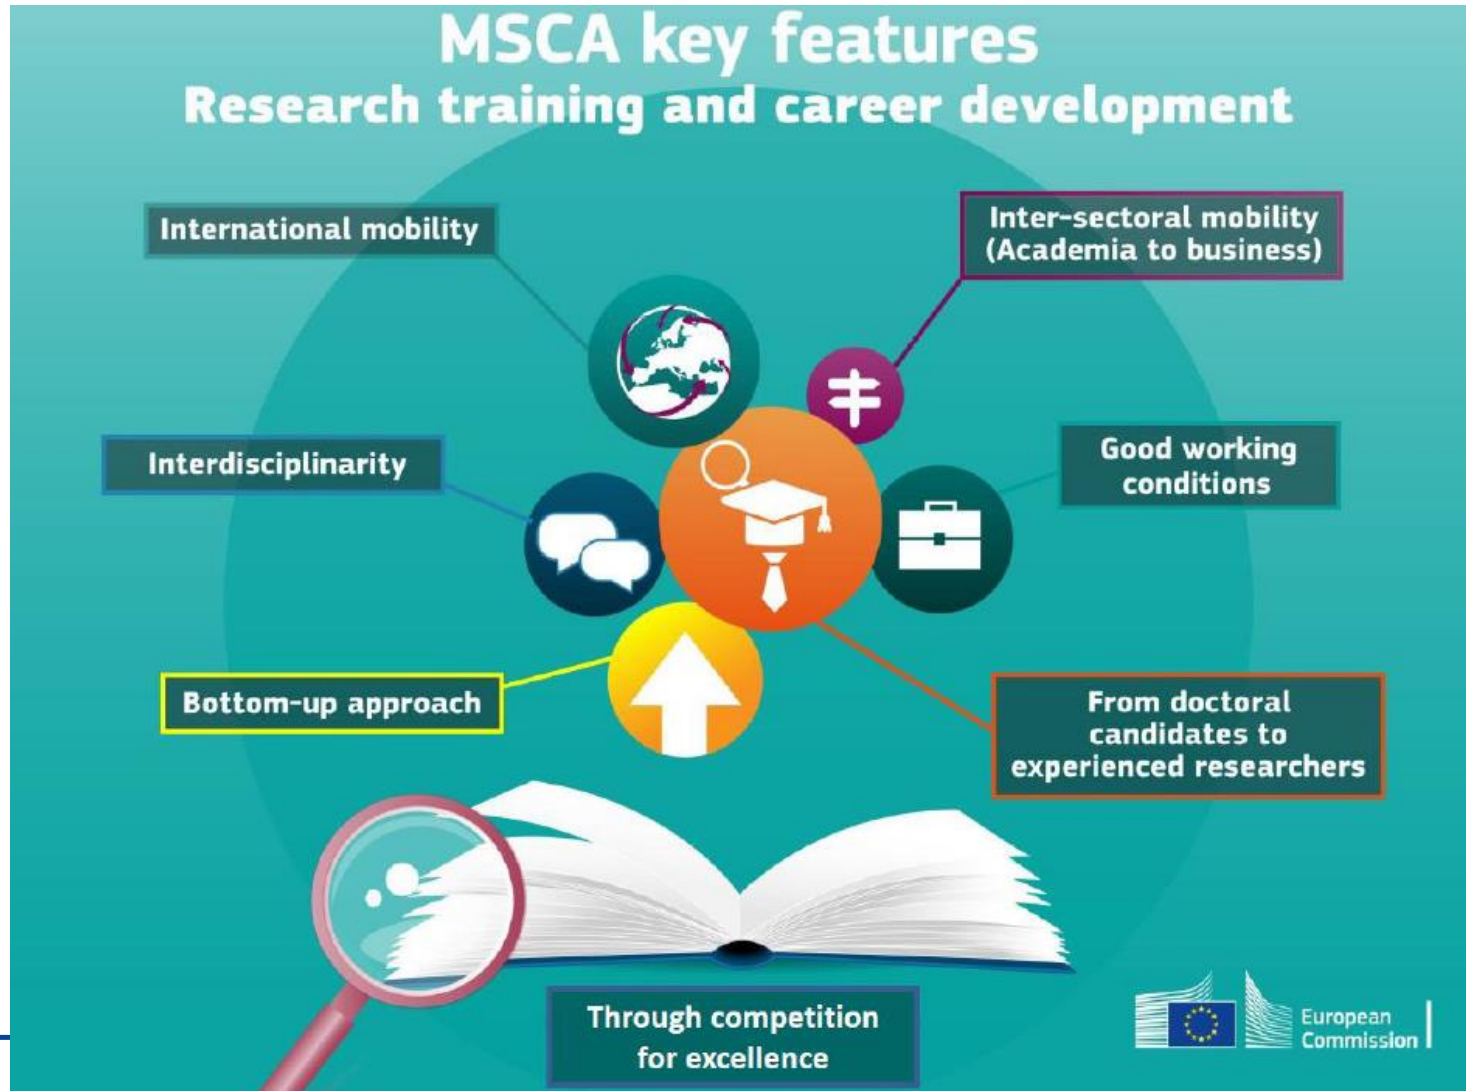 MSCA key features
Research training and career development
International mobility
Inter-sectoral mobility
(Academia to business)
Interdisciplinarity
Good working
conditions
Bottom-up approach
From doctoral
candidates to
experienced researchers
Through competition
for excellence
European
Commission